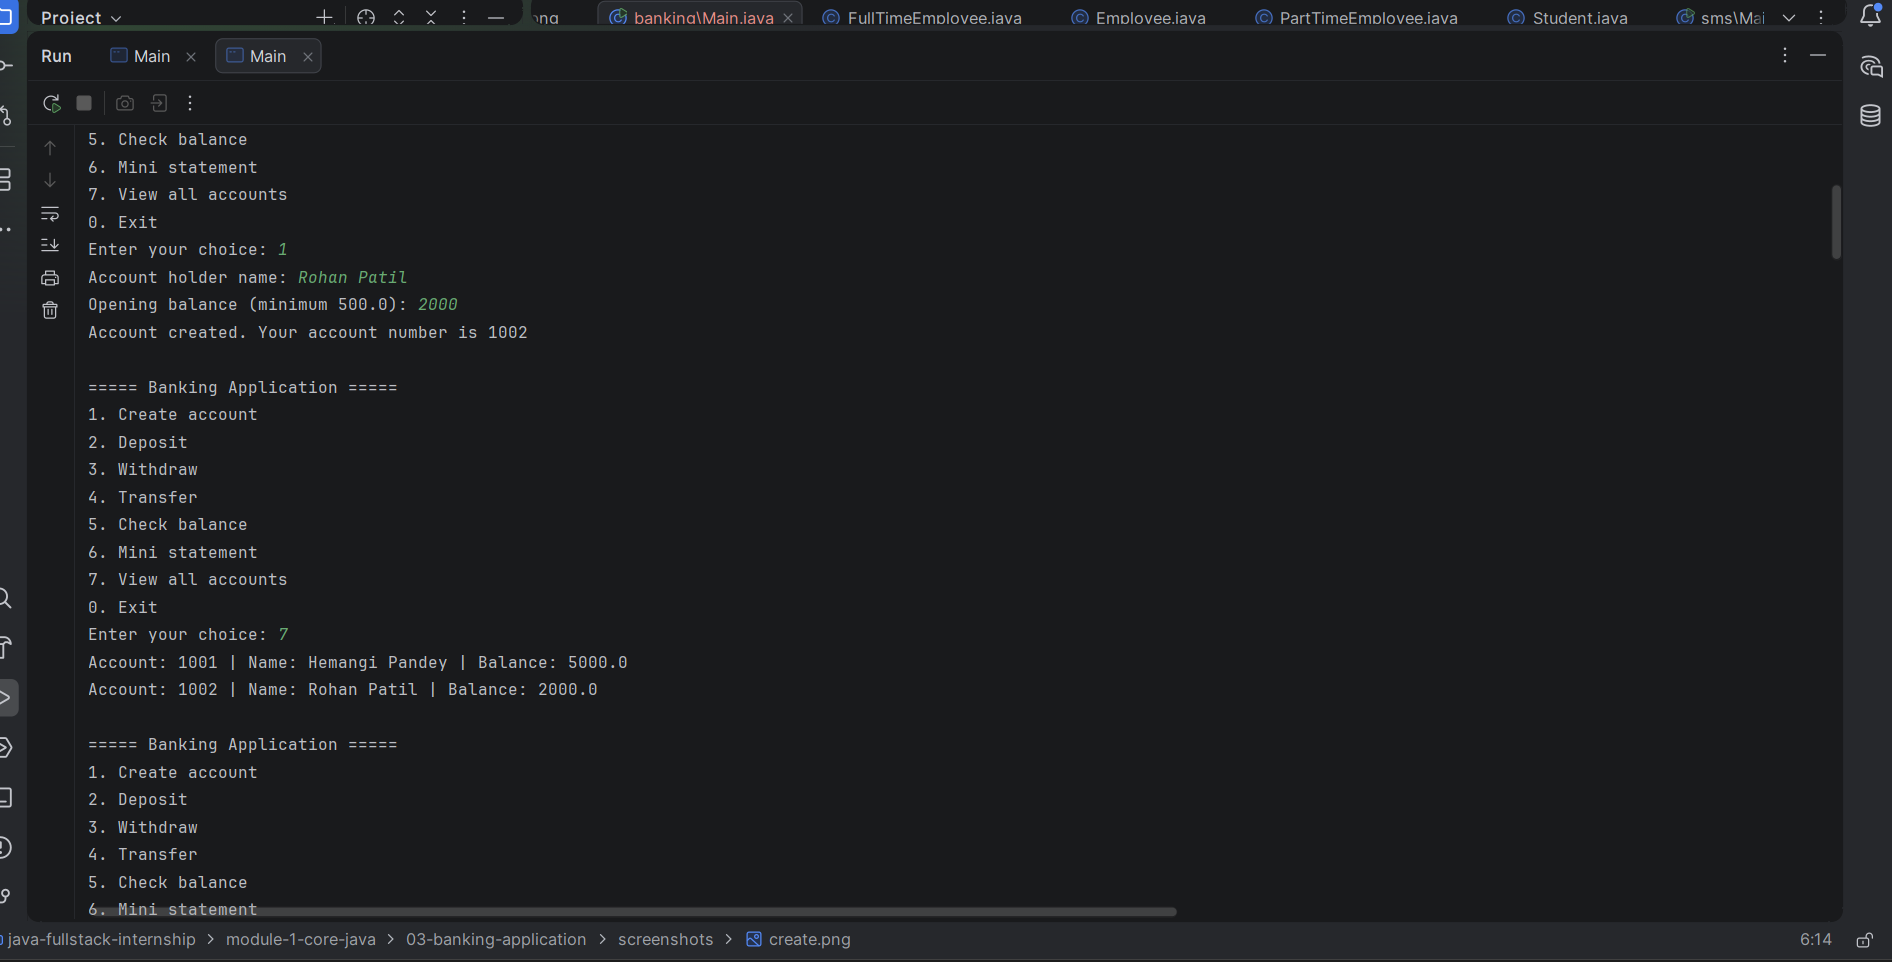 Project
ong
banking\Main.java
FullTimeEmployee.java
Employee.java
PartTimeEmployee.java
Student.java
sms\Mai
Run
Main
Main
5. Check balance
6. Mini statement
7. View all accounts
0. Exit
Enter your choice: 1
Account holder name: Rohan Patil
Opening balance (minimum 500.0): 2000
Account created. Your account number is 1002
===== Banking Application =====
1. Create account
2. Deposit
3. Withdraw
4. Transfer
5. Check balance
6. Mini statement
7. View all accounts
0. Exit
Enter your choice: 7
Account: 1001 | Name: Hemangi Pandey | Balance: 5000.0
Account: 1002 | Name: Rohan Patil | Balance: 2000.0
===== Banking Application =====
1. Create account
2. Deposit
3. Withdraw
4. Transfer
5. Check balance
6. Mini statement
java-fullstack-internship > module-1-core-java > 03-banking-application > screenshots > create.png
6:14